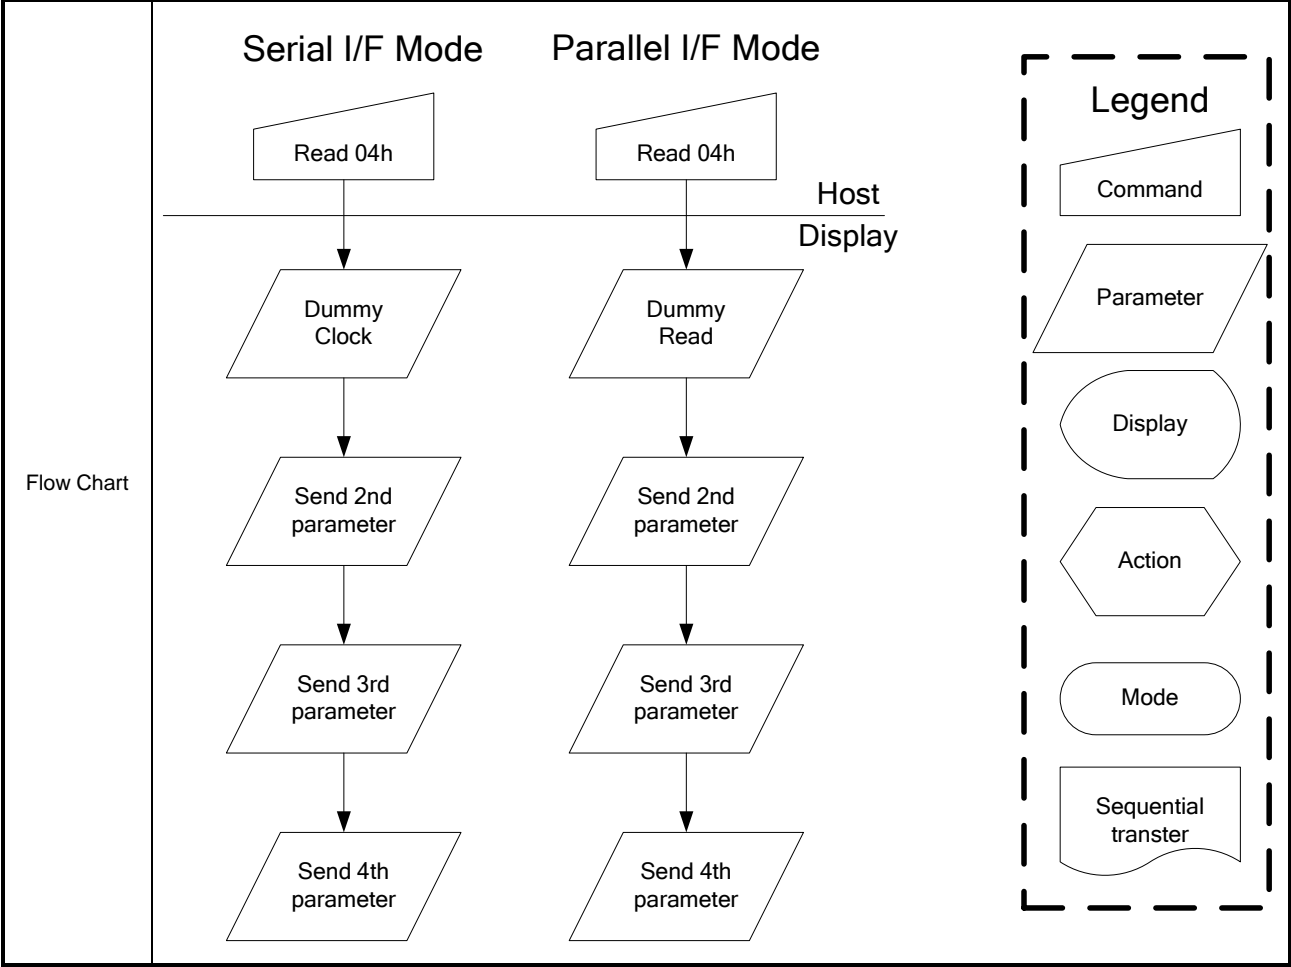 Flow Chart
Serial I/F Mode
Read 04h
Dummy
Clock
Send 2nd
parameter
Send 3rd
parameter
Send 4th
parameter
Parallel I/F Mode
Read 04h
Host
Display
Dummy
Read
Send 2nd
parameter
Send 3rd
parameter
Send 4th
parameter
Legend
Command
Parameter
Display
Action
Mode
Sequential
transter